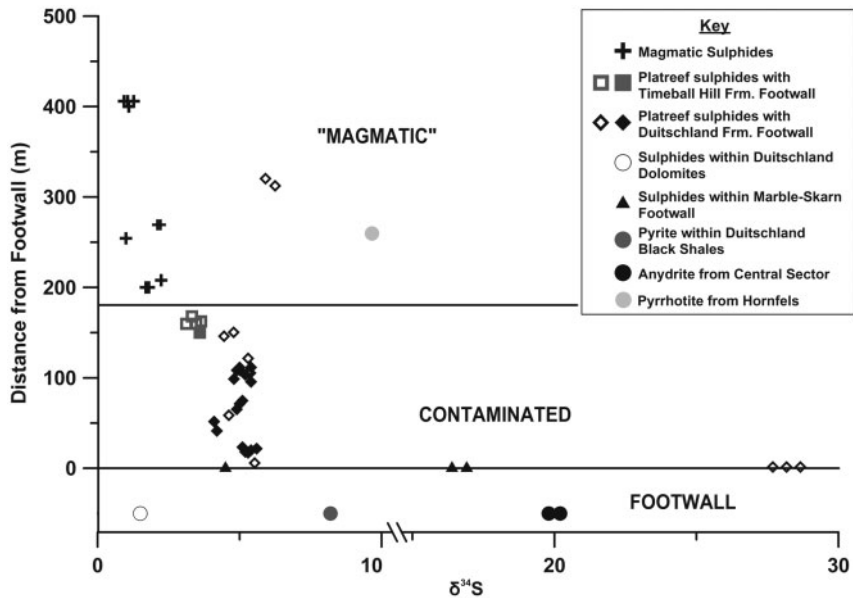 500
400
300
200
100
0
Distance from Footwall (m)
"MAGMATIC"
CONTAMINATED
FOOTWALL
Key
Magmatic Sulphides
Platreef sulphides with
Timeball Hill Frm. Footwall
Platreef sulphides with
Duitschland Frm. Footwall
Sulphides within Duitschland
Dolomites
Sulphides within Marble-Skarn
Footwall
Pyrite within Duitschland
Black Shales
Anydrite from Central Sector
Pyrrhotite from Hornfels
0 10 20 30
δ³⁴S